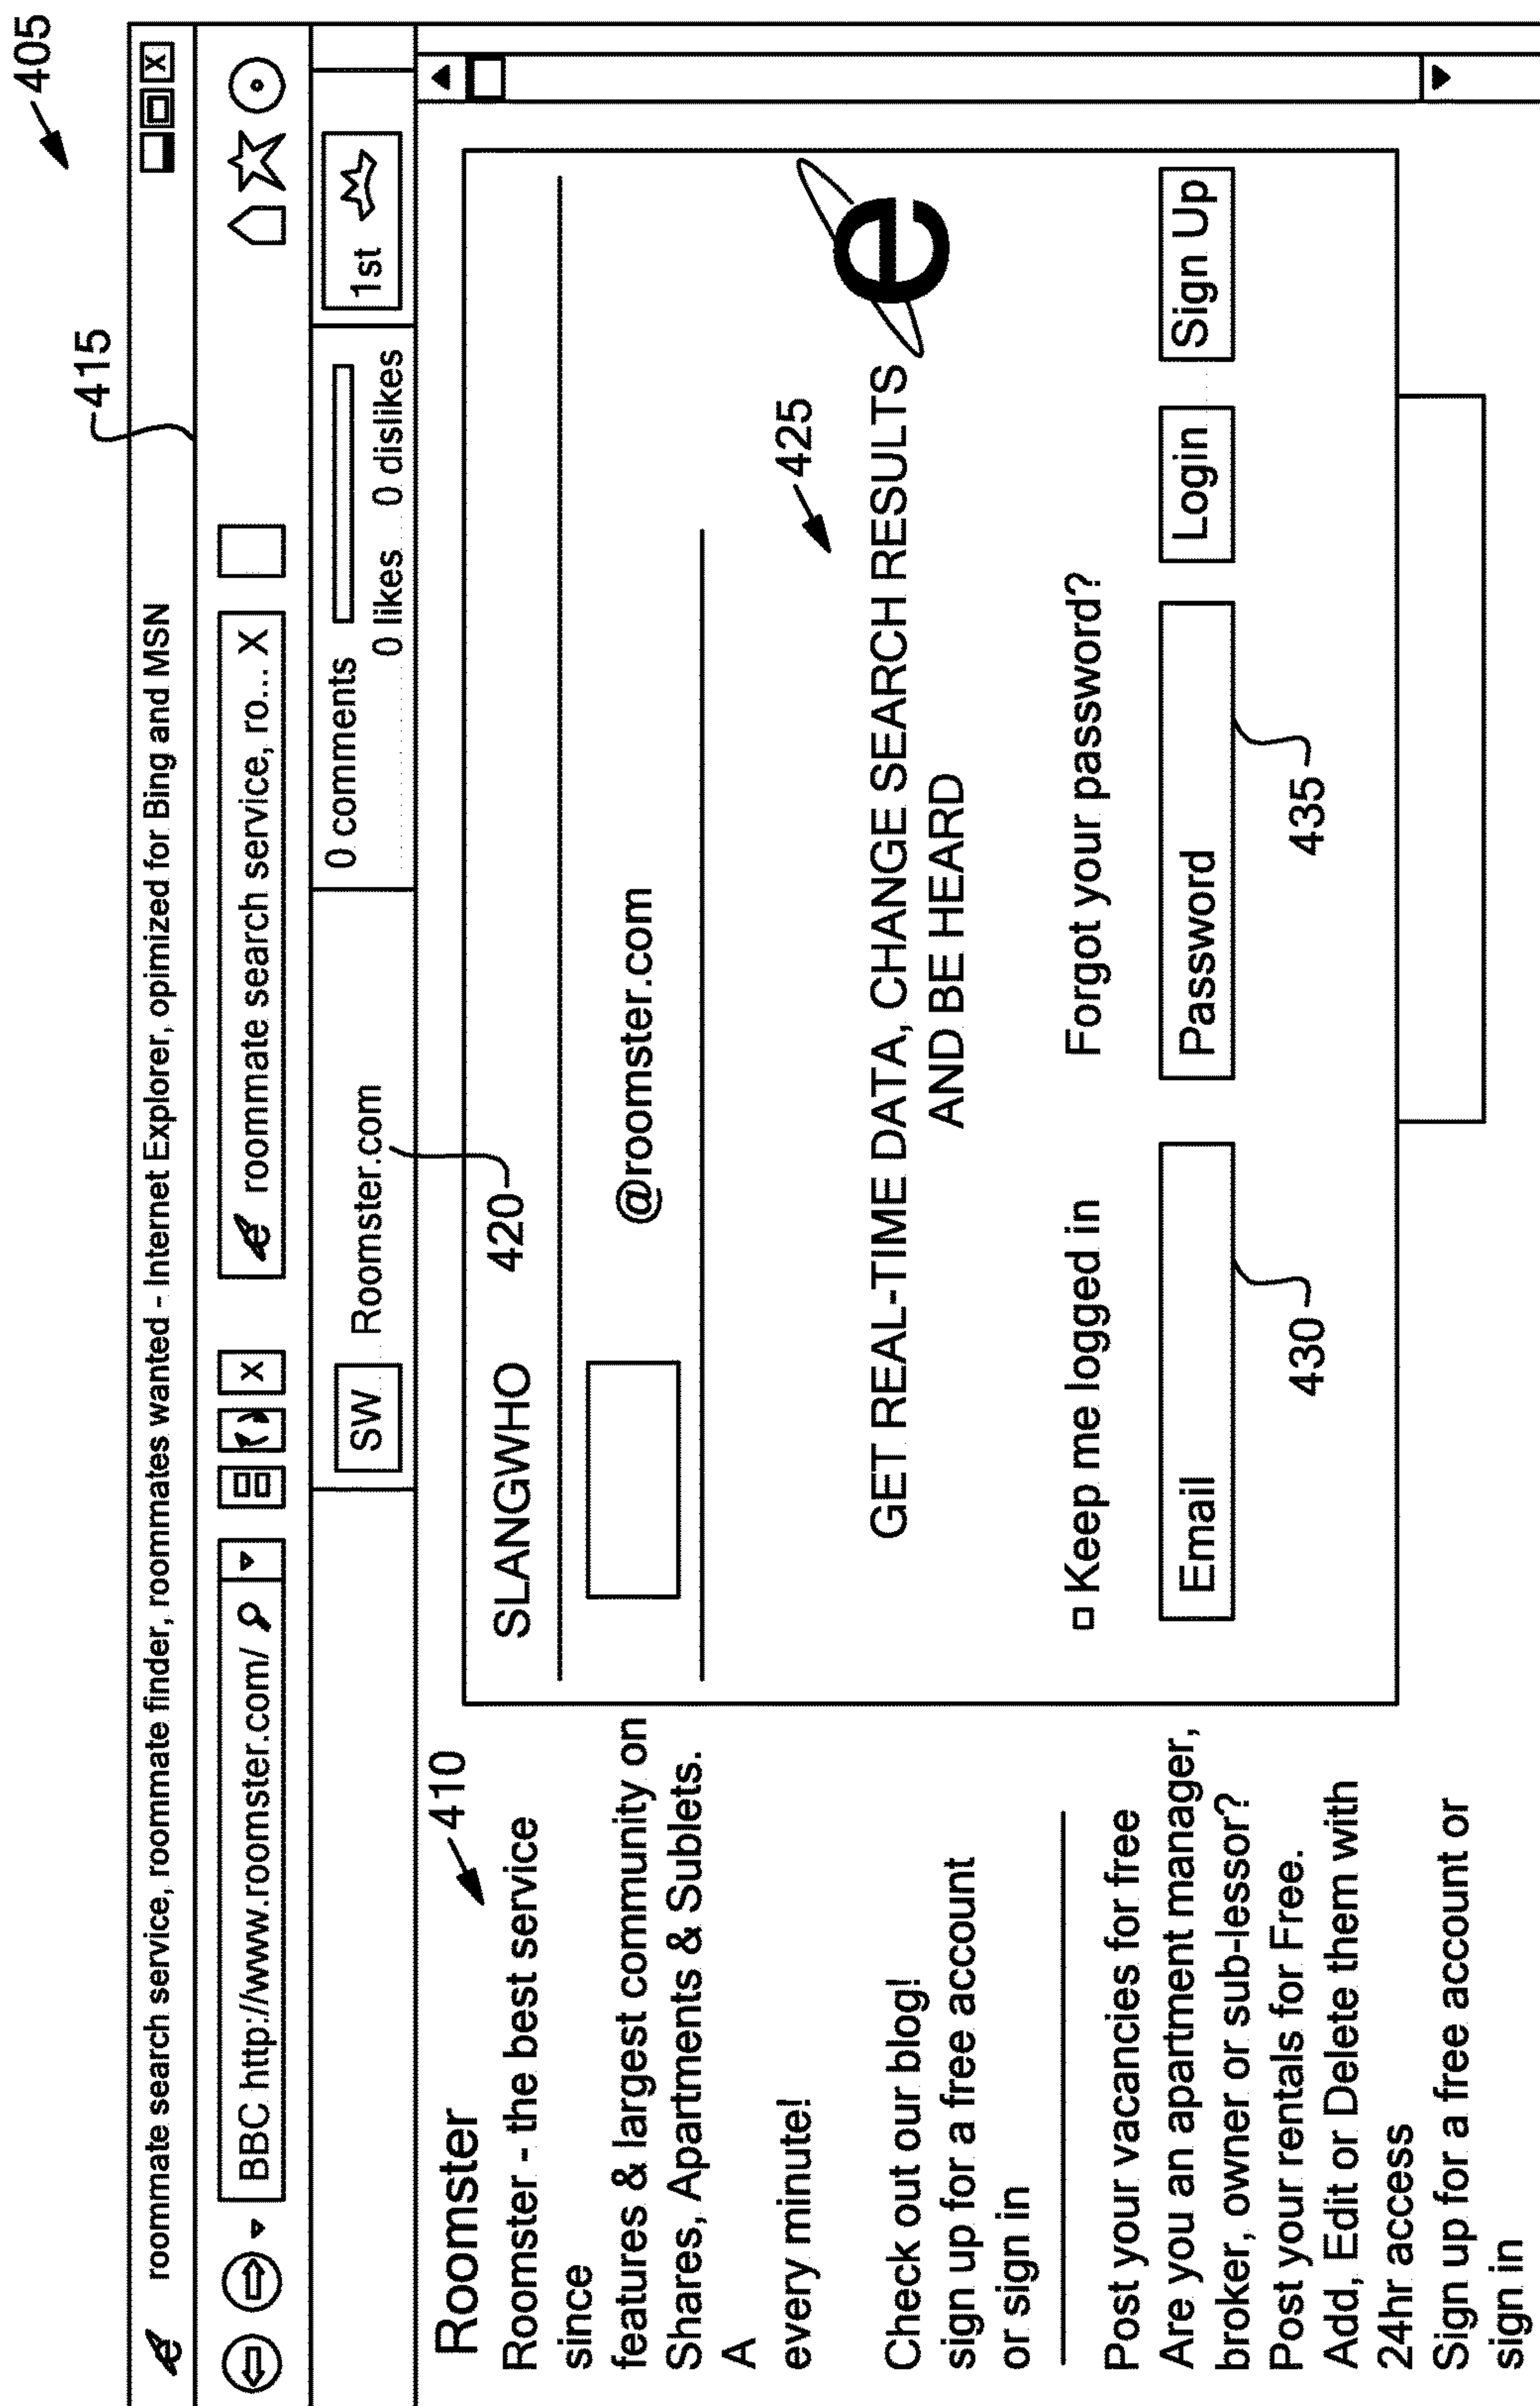 405
415
roommate search service, roommate finder, roommates wanted - Internet Explorer, opimized for Bing and MSN
X
BBC http://www.roomster.com/
X
roommate search service, ro... X
SW
Roomster.com
0 comments
0 likes 0 dislikes
1st
410
Roomster
Roomster - the best service
since
features & largest community on
Shares, Apartments & Sublets.
A
every minute!
Check out our blog!
sign up for a free account
or sign in
Post your vacancies for free
Are you an apartment manager,
broker, owner or sub-lessor?
Post your rentals for Free.
Add, Edit or Delete them with
24hr access
Sign up for a free account or
sign in
SLANGWHO
420
@roomster.com
425
GET REAL-TIME DATA, CHANGE SEARCH RESULTS
AND BE HEARD
e
Keep me logged in
Forgot your password?
Email
Password
Login
Sign Up
430
435